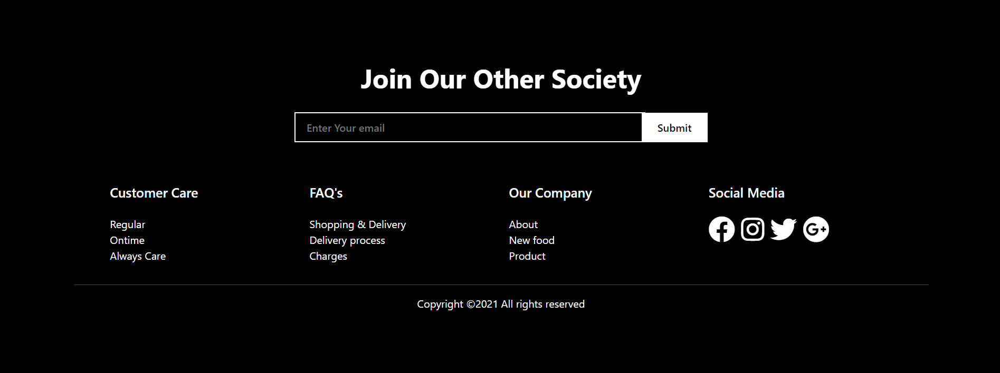 Join Our Other Society
Enter Your email
Submit
Customer Care
Regular
Ontime
Always Care
FAQ's
Shopping & Delivery
Delivery process
Charges
Our Company
About
New food
Product
Social Media
G+
Copyright ©2021 All rights reserved